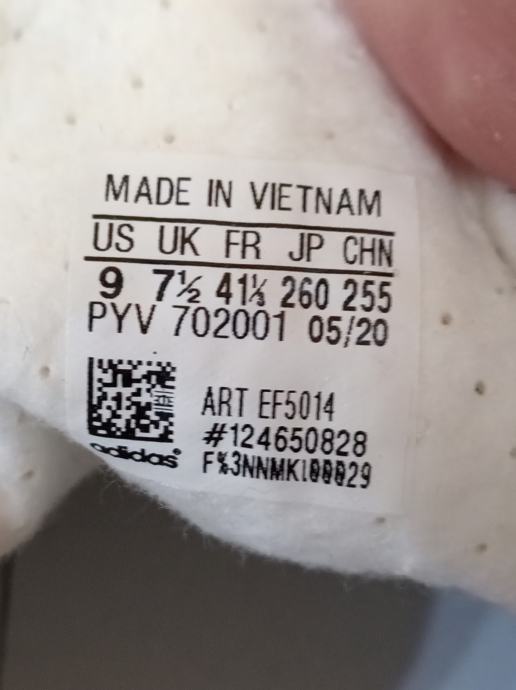 MADE IN VIETNAM
US UK FR JP CHN
9 7½ 41⅓ 260 255
PYV 702001 05/20
ART EF5014
#124650828
adidas®